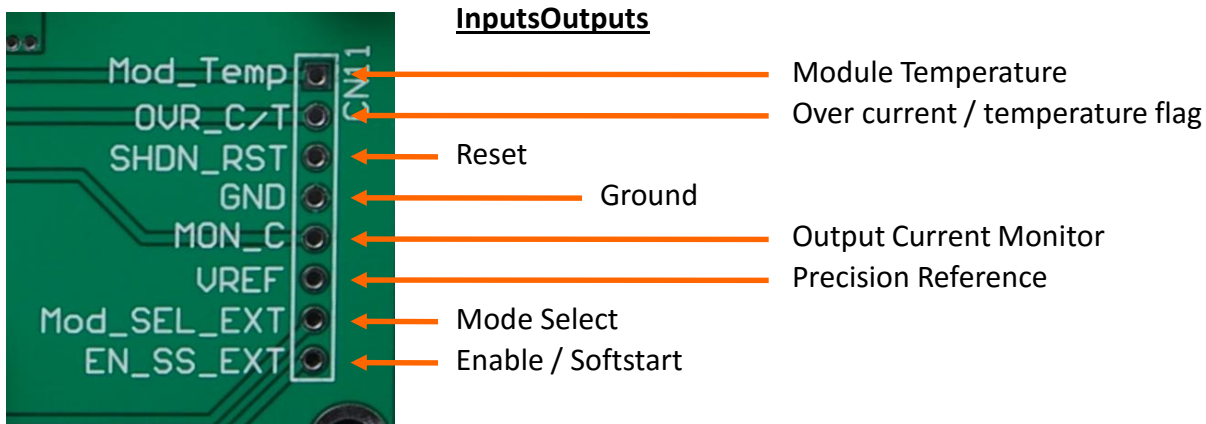 InputsOutputs
CN11
Mod_Temp Module Temperature
OVR_C/T Over current / temperature flag
SHDN_RST Reset
GND Ground
MON_C Output Current Monitor
VREF Precision Reference
Mod_SEL_EXT Mode Select
EN_SS_EXT Enable / Softstart